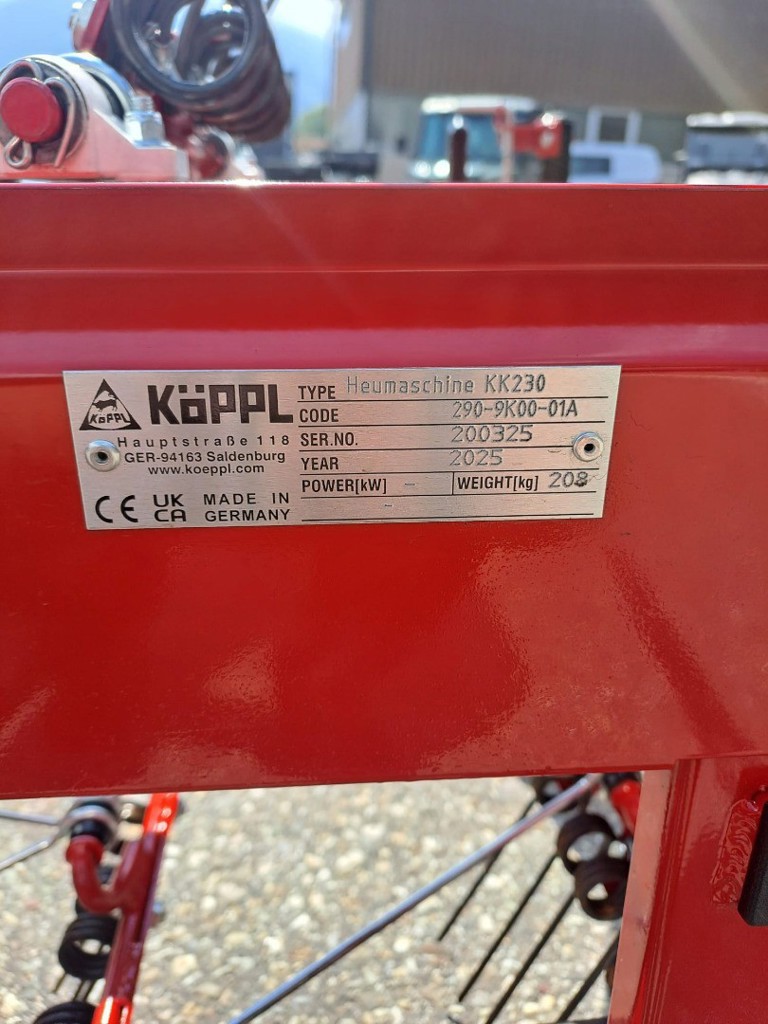 KÖPPL
KöPPL
Hauptstraße 118
GER-94163 Saldenburg
www.koeppl.com
CE UK CA MADE IN GERMANY
TYPE Heumaschine KK230
CODE 290-9K00-01A
SER.NO. 200325
YEAR 2025
POWER[kW] - WEIGHT[kg] 208
-